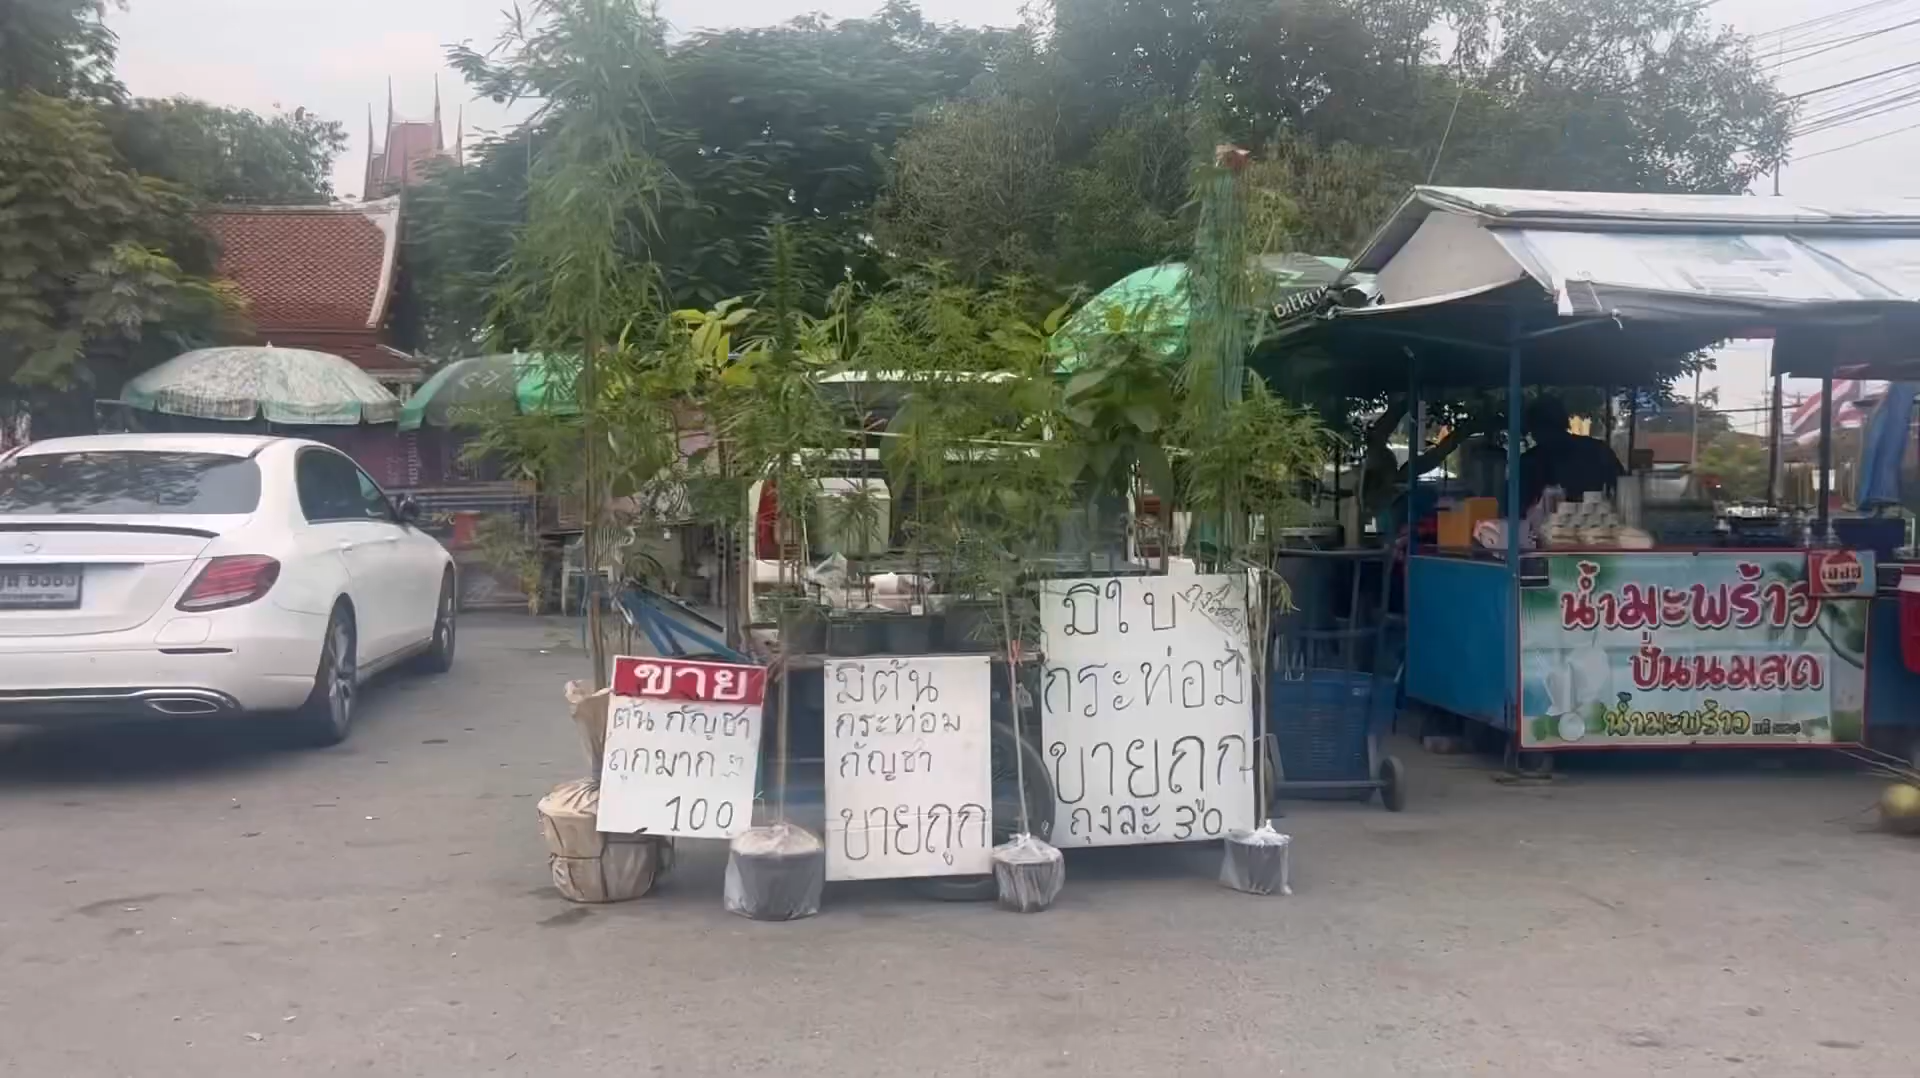 bitku
ขาย
ต้น กัญชา
ถูกมาก
100
มีต้น
กระท่อม
กัญชา
ขายถูก
มีใบ
กระท่อม
ขายถูก
ถุงละ 30
น้ำมะพร้าว
ปั่นนมสด
น้ำมะพร้าว